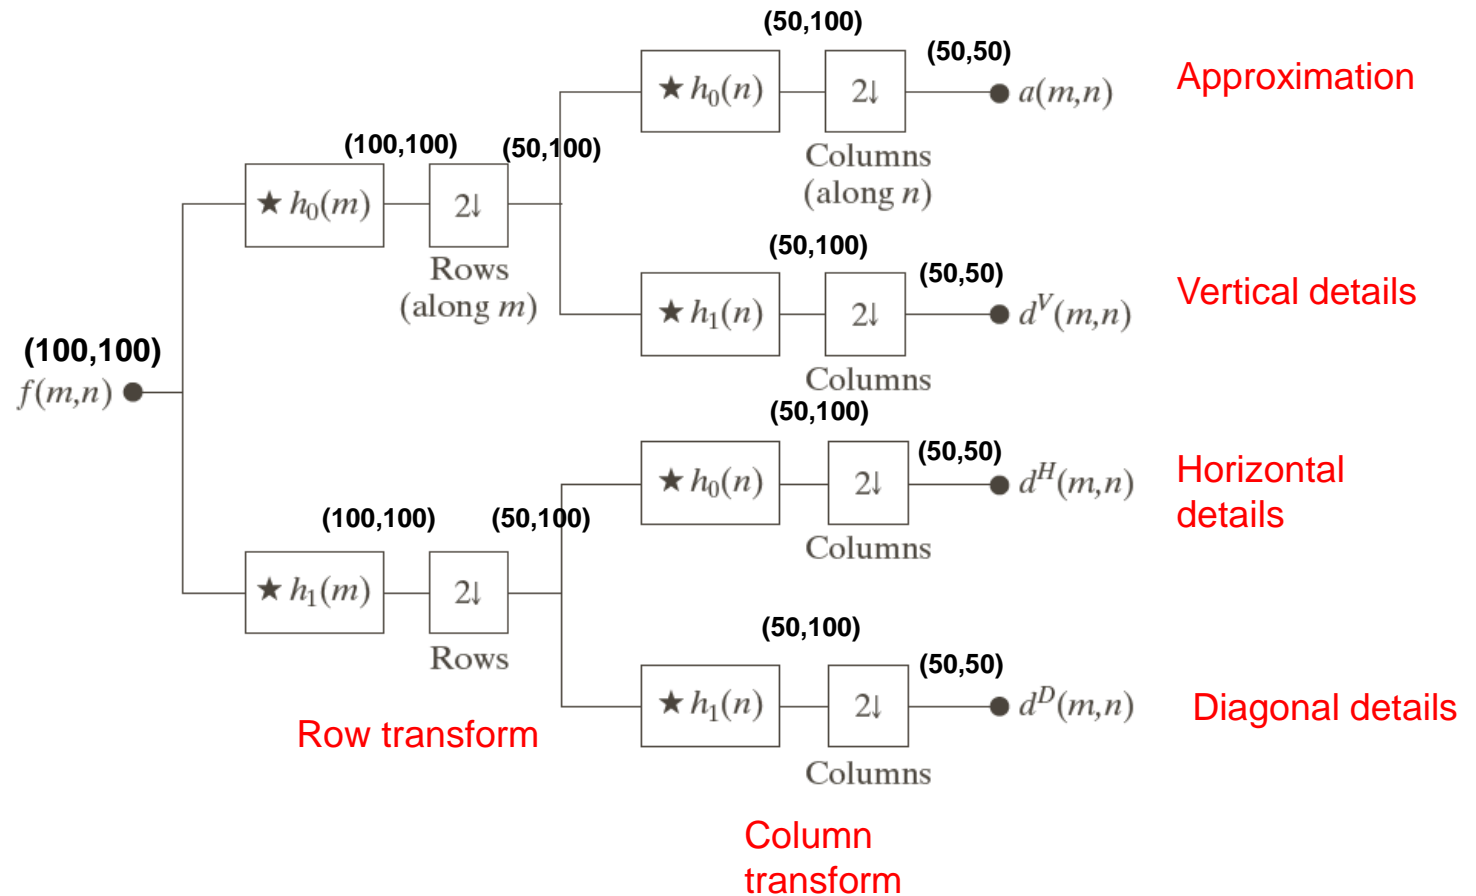 (50,100)
(50,50)
★ h₀(n)
2↓
a(m,n)
Approximation
Columns
(along n)
(100,100)
(50,100)
★ h₀(m)
2↓
Rows
(along m)
(50,100)
(50,50)
★ h₁(n)
2↓
dⱽ(m,n)
Vertical details
Columns
(100,100)
f(m,n)
(50,100)
(50,50)
★ h₀(n)
2↓
dᴴ(m,n)
Horizontal
details
Columns
(100,100)
(50,100)
★ h₁(m)
2↓
Rows
(50,100)
(50,50)
★ h₁(n)
2↓
dᴰ(m,n)
Diagonal details
Columns
Row transform
Column
transform